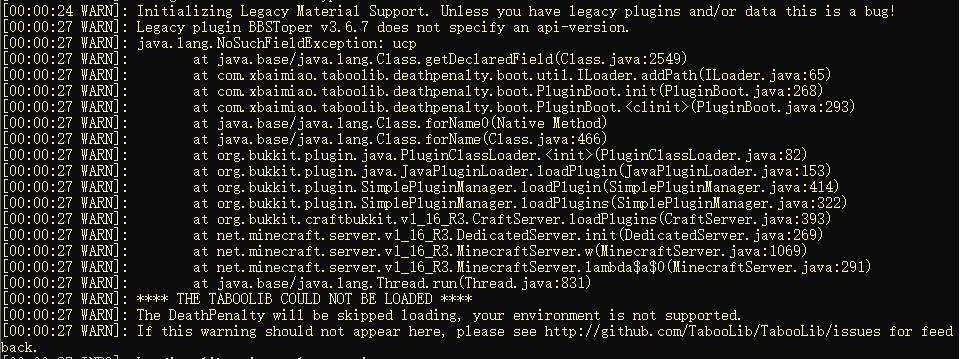 [00:00:24 WARN]: Initializing Legacy Material Support. Unless you have legacy plugins and/or data this is a bug!
[00:00:27 WARN]: Legacy plugin BBSToper v3.6.7 does not specify an api-version.
[00:00:27 WARN]: java.lang.NoSuchFieldException: ucp
[00:00:27 WARN]:        at java.base/java.lang.Class.getDeclaredField(Class.java:2549)
[00:00:27 WARN]:        at com.xbaimiao.taboolib.deathpenalty.boot.util.ILoader.addPath(ILoader.java:65)
[00:00:27 WARN]:        at com.xbaimiao.taboolib.deathpenalty.boot.PluginBoot.init(PluginBoot.java:268)
[00:00:27 WARN]:        at com.xbaimiao.taboolib.deathpenalty.boot.PluginBoot.<clinit>(PluginBoot.java:293)
[00:00:27 WARN]:        at java.base/java.lang.Class.forName0(Native Method)
[00:00:27 WARN]:        at java.base/java.lang.Class.forName(Class.java:466)
[00:00:27 WARN]:        at org.bukkit.plugin.java.PluginClassLoader.<init>(PluginClassLoader.java:82)
[00:00:27 WARN]:        at org.bukkit.plugin.java.JavaPluginLoader.loadPlugin(JavaPluginLoader.java:153)
[00:00:27 WARN]:        at org.bukkit.plugin.SimplePluginManager.loadPlugin(SimplePluginManager.java:414)
[00:00:27 WARN]:        at org.bukkit.plugin.SimplePluginManager.loadPlugins(SimplePluginManager.java:322)
[00:00:27 WARN]:        at org.bukkit.craftbukkit.v1_16_R3.CraftServer.loadPlugins(CraftServer.java:393)
[00:00:27 WARN]:        at net.minecraft.server.v1_16_R3.DedicatedServer.init(DedicatedServer.java:269)
[00:00:27 WARN]:        at net.minecraft.server.v1_16_R3.MinecraftServer.w(MinecraftServer.java:1069)
[00:00:27 WARN]:        at net.minecraft.server.v1_16_R3.MinecraftServer.lambda$a$0(MinecraftServer.java:291)
[00:00:27 WARN]:        at java.base/java.lang.Thread.run(Thread.java:831)
[00:00:27 WARN]: **** THE TABOOLIB COULD NOT BE LOADED ****
[00:00:27 WARN]: The DeathPenalty will be skipped loading, your environment is not supported.
[00:00:27 WARN]: If this warning should not appear here, please see http://github.com/TabooLib/TabooLib/issues for feed
back.